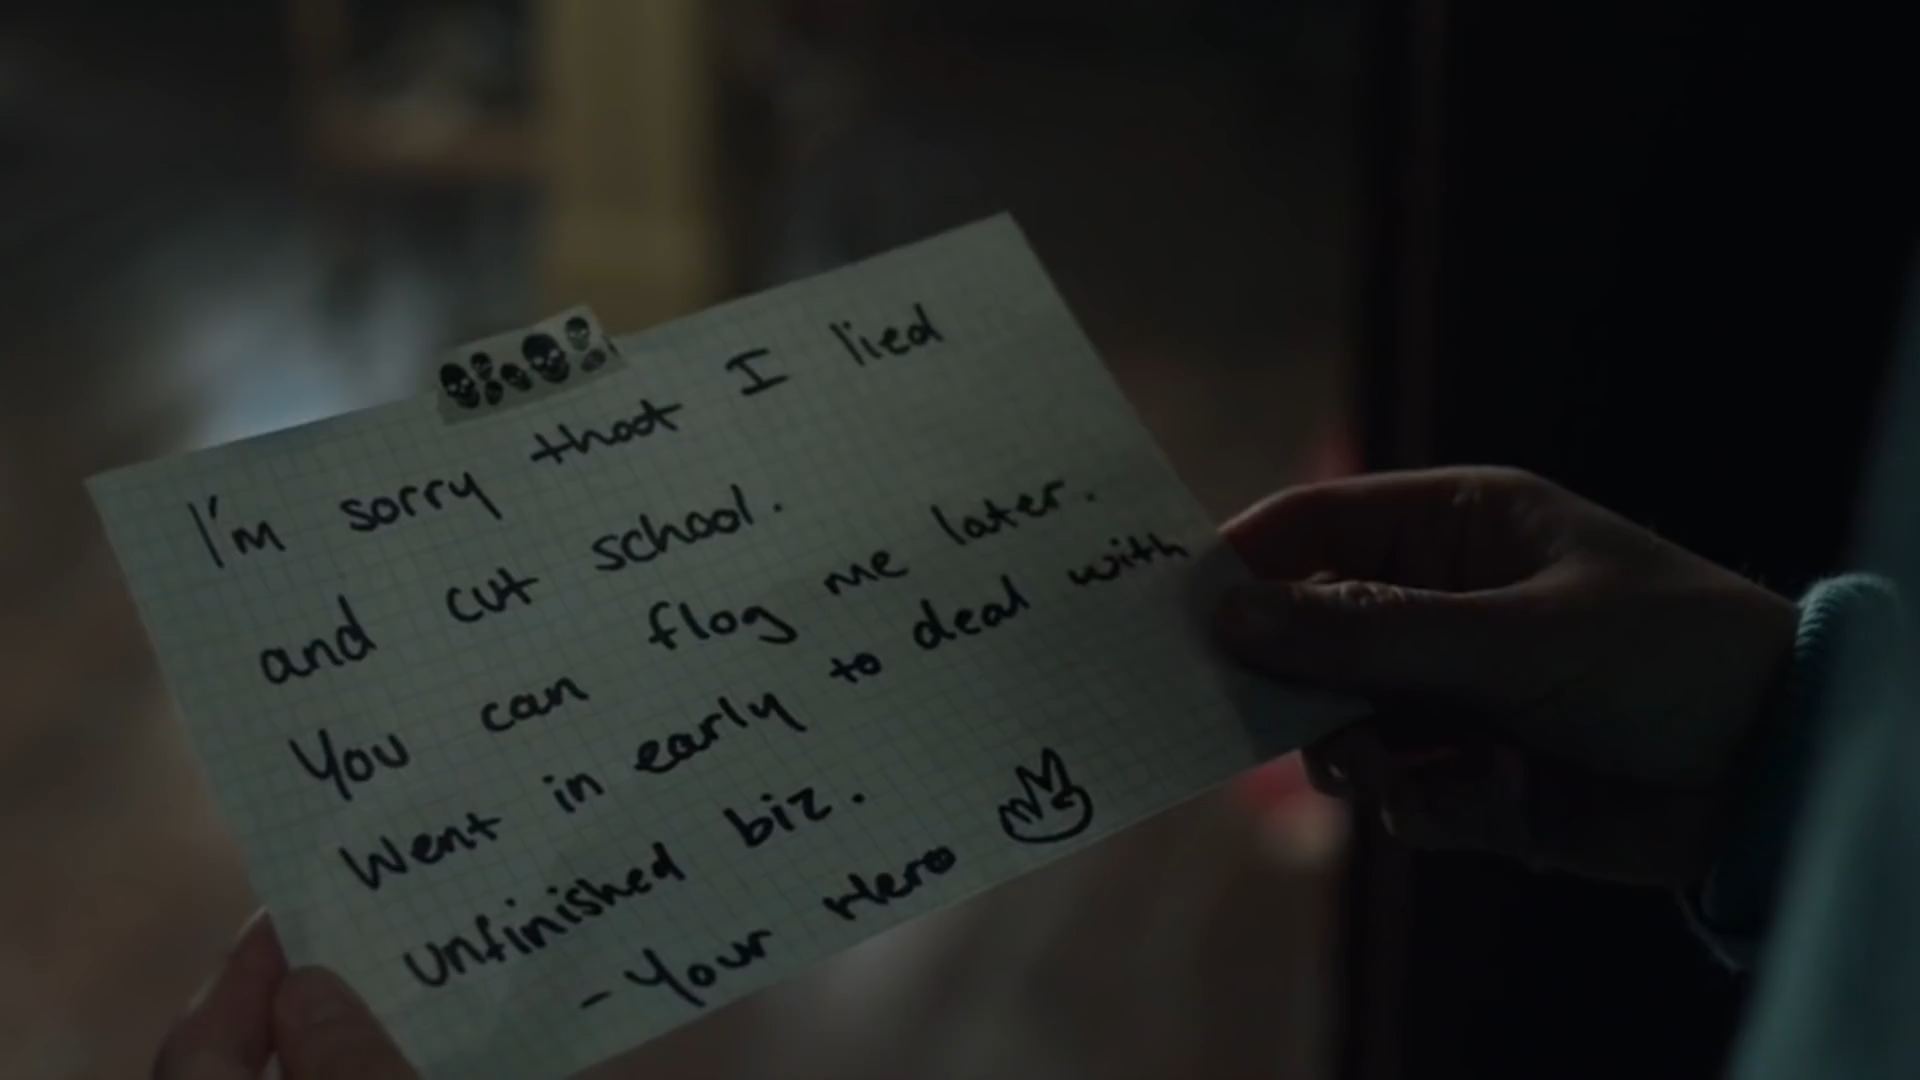 I'm sorry that I lied
and cut school.
You can flog me later.
Went in early to deal with
unfinished biz.
-Your Hero